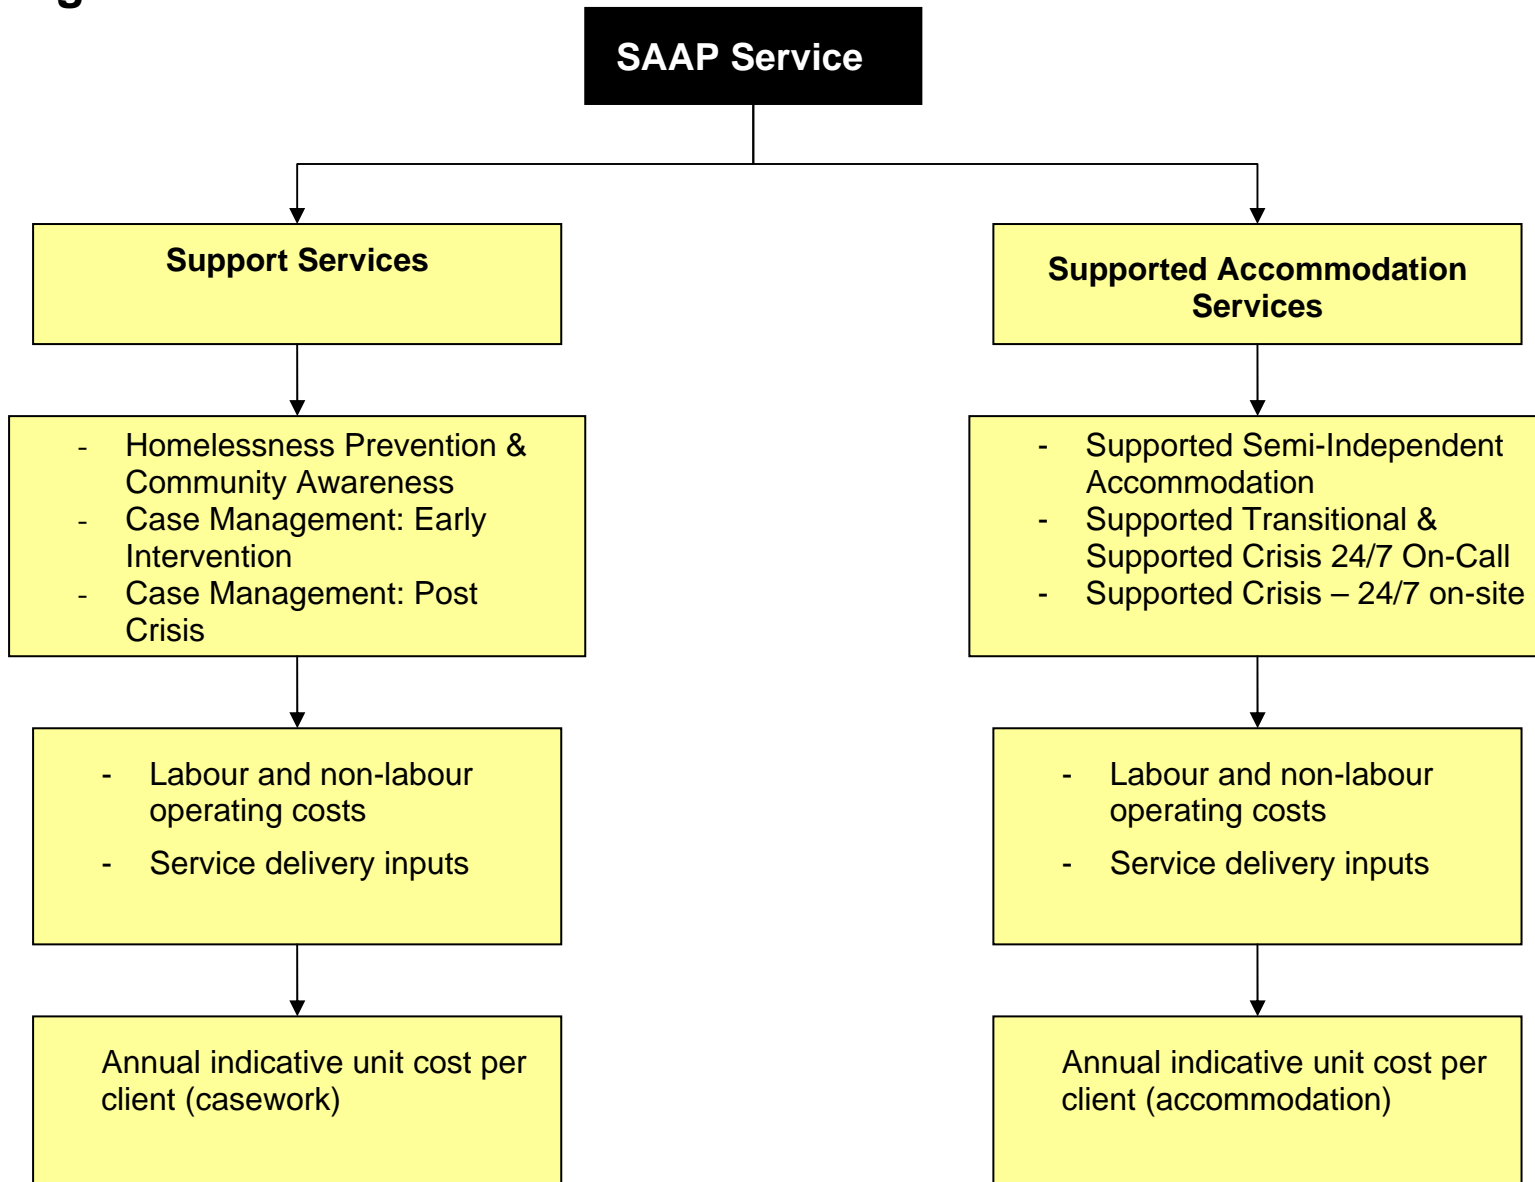 SAAP Service
Support Services
Supported Accommodation
Services
- Homelessness Prevention &
Community Awareness
- Case Management: Early
Intervention
- Case Management: Post
Crisis
- Supported Semi-Independent
Accommodation
- Supported Transitional &
Supported Crisis 24/7 On-Call
- Supported Crisis – 24/7 on-site
- Labour and non-labour
operating costs
- Service delivery inputs
- Labour and non-labour
operating costs
- Service delivery inputs
Annual indicative unit cost per
client (casework)
Annual indicative unit cost per
client (accommodation)